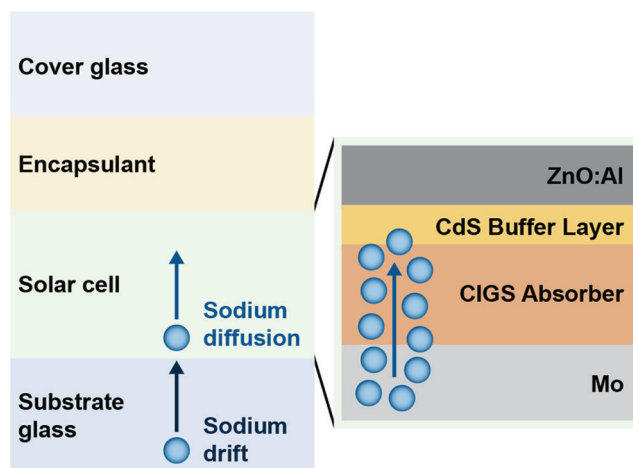 Cover glass
Encapsulant
Solar cell
Sodium
diffusion
Substrate
glass
Sodium
drift
ZnO:Al
CdS Buffer Layer
CIGS Absorber
Mo